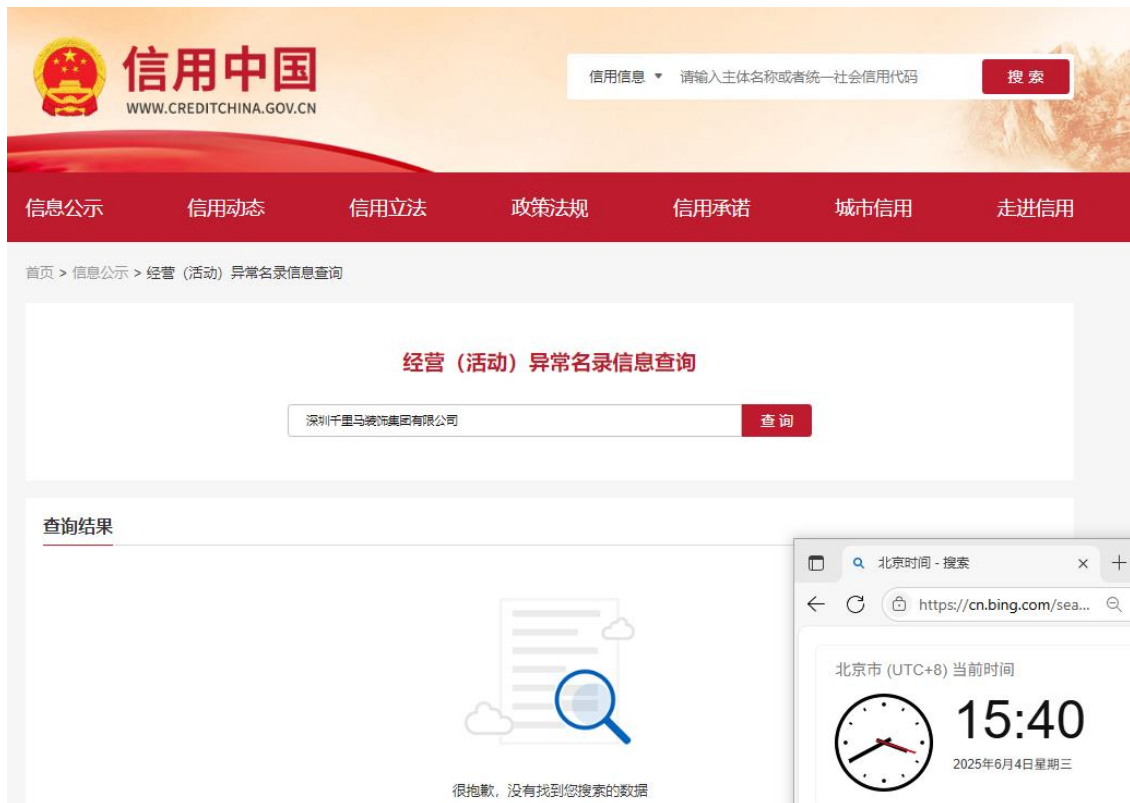 信用中国
WWW.CREDITCHINA.GOV.CN
信用信息 请输入主体名称或者统一社会信用代码 搜索
信息公示 信用动态 信用立法 政策法规 信用承诺 城市信用 走进信用
首页 > 信息公示 > 经营（活动）异常名录信息查询
经营（活动）异常名录信息查询
深圳千里马装饰集团有限公司 查询
查询结果
北京时间 - 搜索
https://cn.bing.com/sea...
北京市 (UTC+8) 当前时间
15:40
2025年6月4日星期三
很抱歉，没有找到您搜索的数据